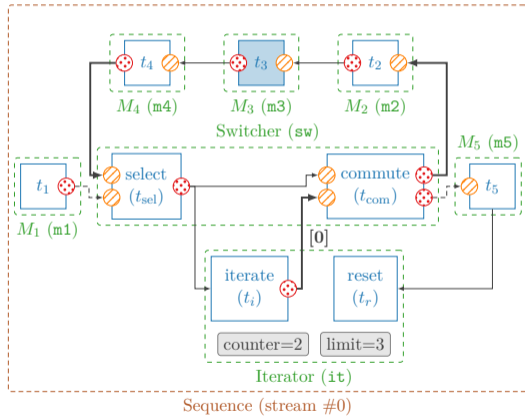 t4
t3
t2
M4 (m4)
M3 (m3)
M2 (m2)
Switcher (sw)
M5 (m5)
t1
select
(tsel)
commute
(tcom)
t5
M1 (m1)
[0]
iterate
(ti)
reset
(tr)
counter=2
limit=3
Iterator (it)
Sequence (stream #0)